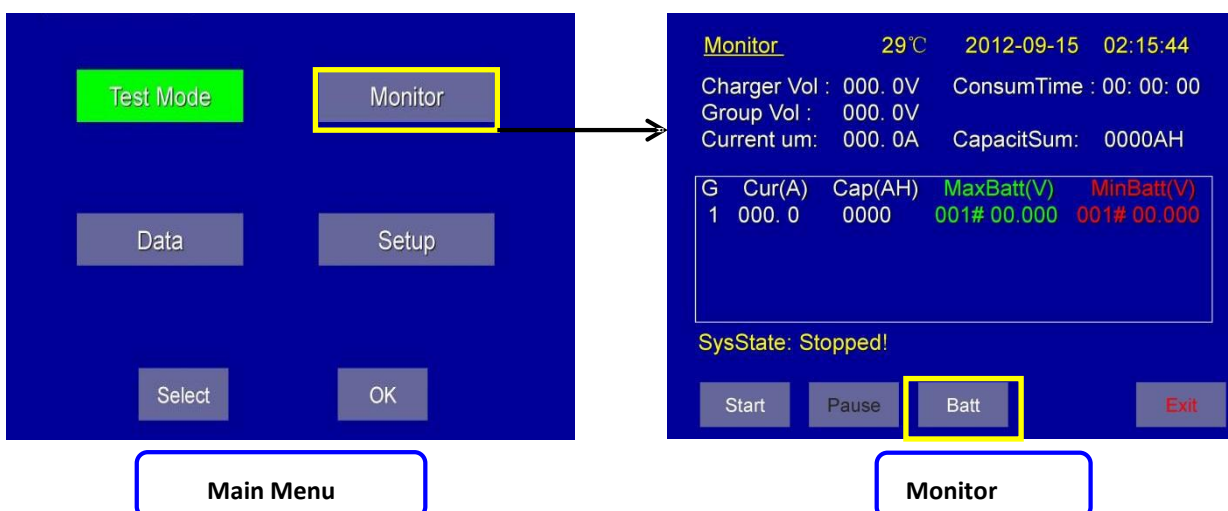 Test Mode Monitor
Data Setup
Select OK
Main Menu
Monitor 29℃ 2012-09-15 02:15:44
Charger Vol : 000. 0V ConsumTime : 00: 00: 00
Group Vol : 000. 0V
Current um: 000. 0A CapacitSum: 0000AH
G Cur(A) Cap(AH) MaxBatt(V) MinBatt(V)
1 000. 0 0000 001# 00.000 001# 00.000
SysState: Stopped!
Start Pause Batt Exit
Monitor